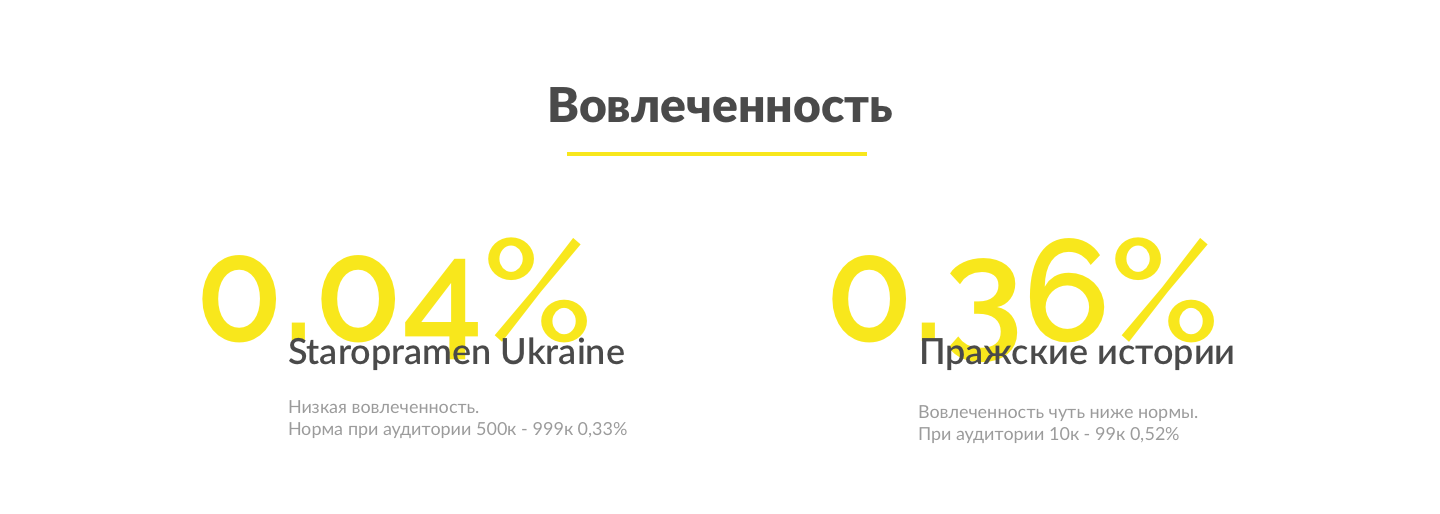 Вовлеченность
0.04%
Staropramen Ukraine
Низкая вовлеченность.
Норма при аудитории 500к - 999к 0,33%
0.36%
Пражские истории
Вовлеченность чуть ниже нормы.
При аудитории 10к - 99к 0,52%